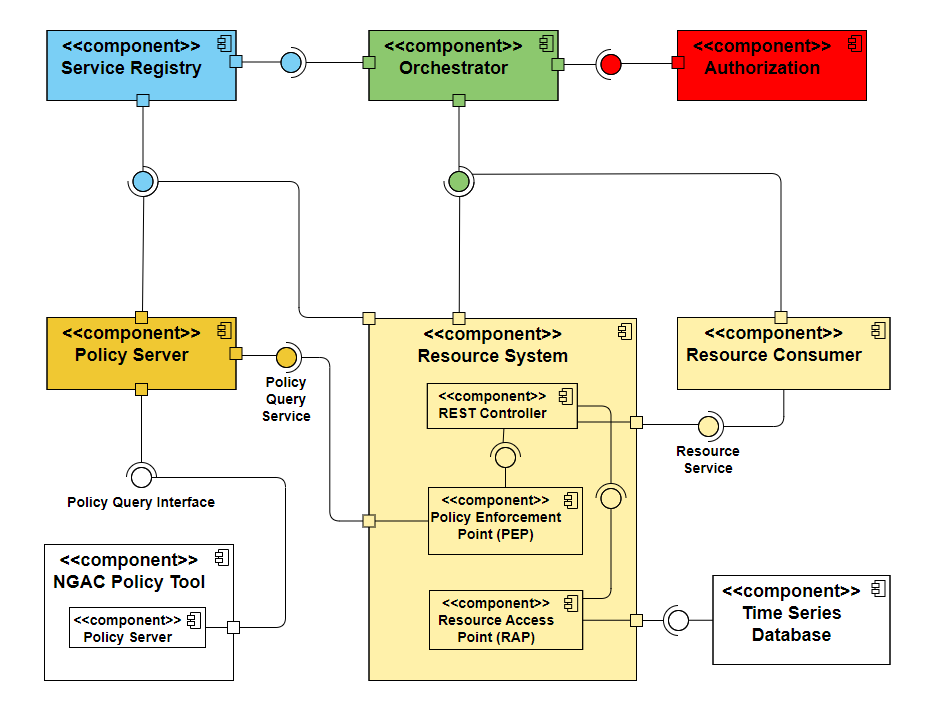 <<component>>
Service Registry
<<component>>
Orchestrator
<<component>>
Authorization
<<component>>
Policy Server
Policy
Query
Service
<<component>>
Resource System
<<component>>
REST Controller
<<component>>
Policy Enforcement
Point (PEP)
<<component>>
Resource Access
Point (RAP)
<<component>>
Resource Consumer
Resource
Service
Policy Query Interface
<<component>>
NGAC Policy Tool
<<component>>
Policy Server
<<component>>
Time Series
Database